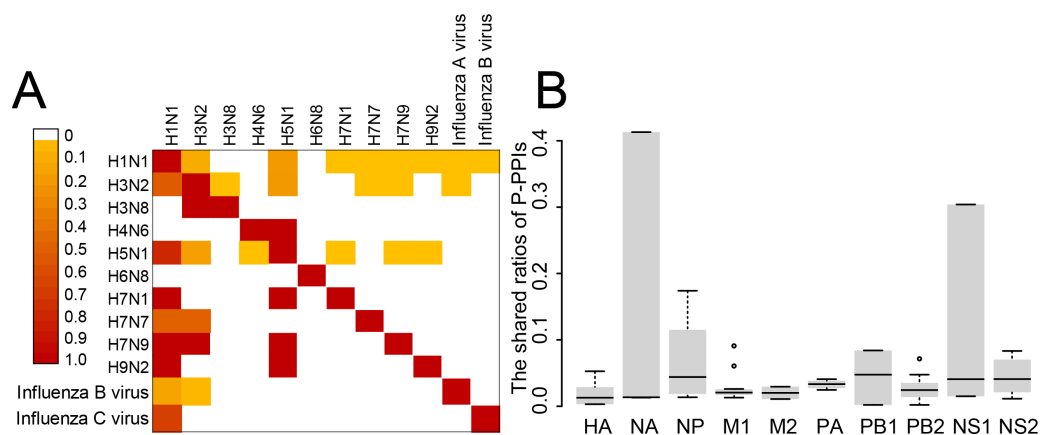 A
B
H1N1
H3N2
H3N8
H4N6
H5N1
H6N8
H7N1
H7N7
H7N9
H9N2
Influenza A virus
Influenza B virus
0
0.1
0.2
0.3
0.4
0.5
0.6
0.7
0.8
0.9
1.0
H1N1
H3N2
H3N8
H4N6
H5N1
H6N8
H7N1
H7N7
H7N9
H9N2
Influenza B virus
Influenza C virus
The shared ratios of P-PPIs
0.4
0.3
0.2
0.1
0.0
HA NA NP M1 M2 PA PB1 PB2 NS1 NS2